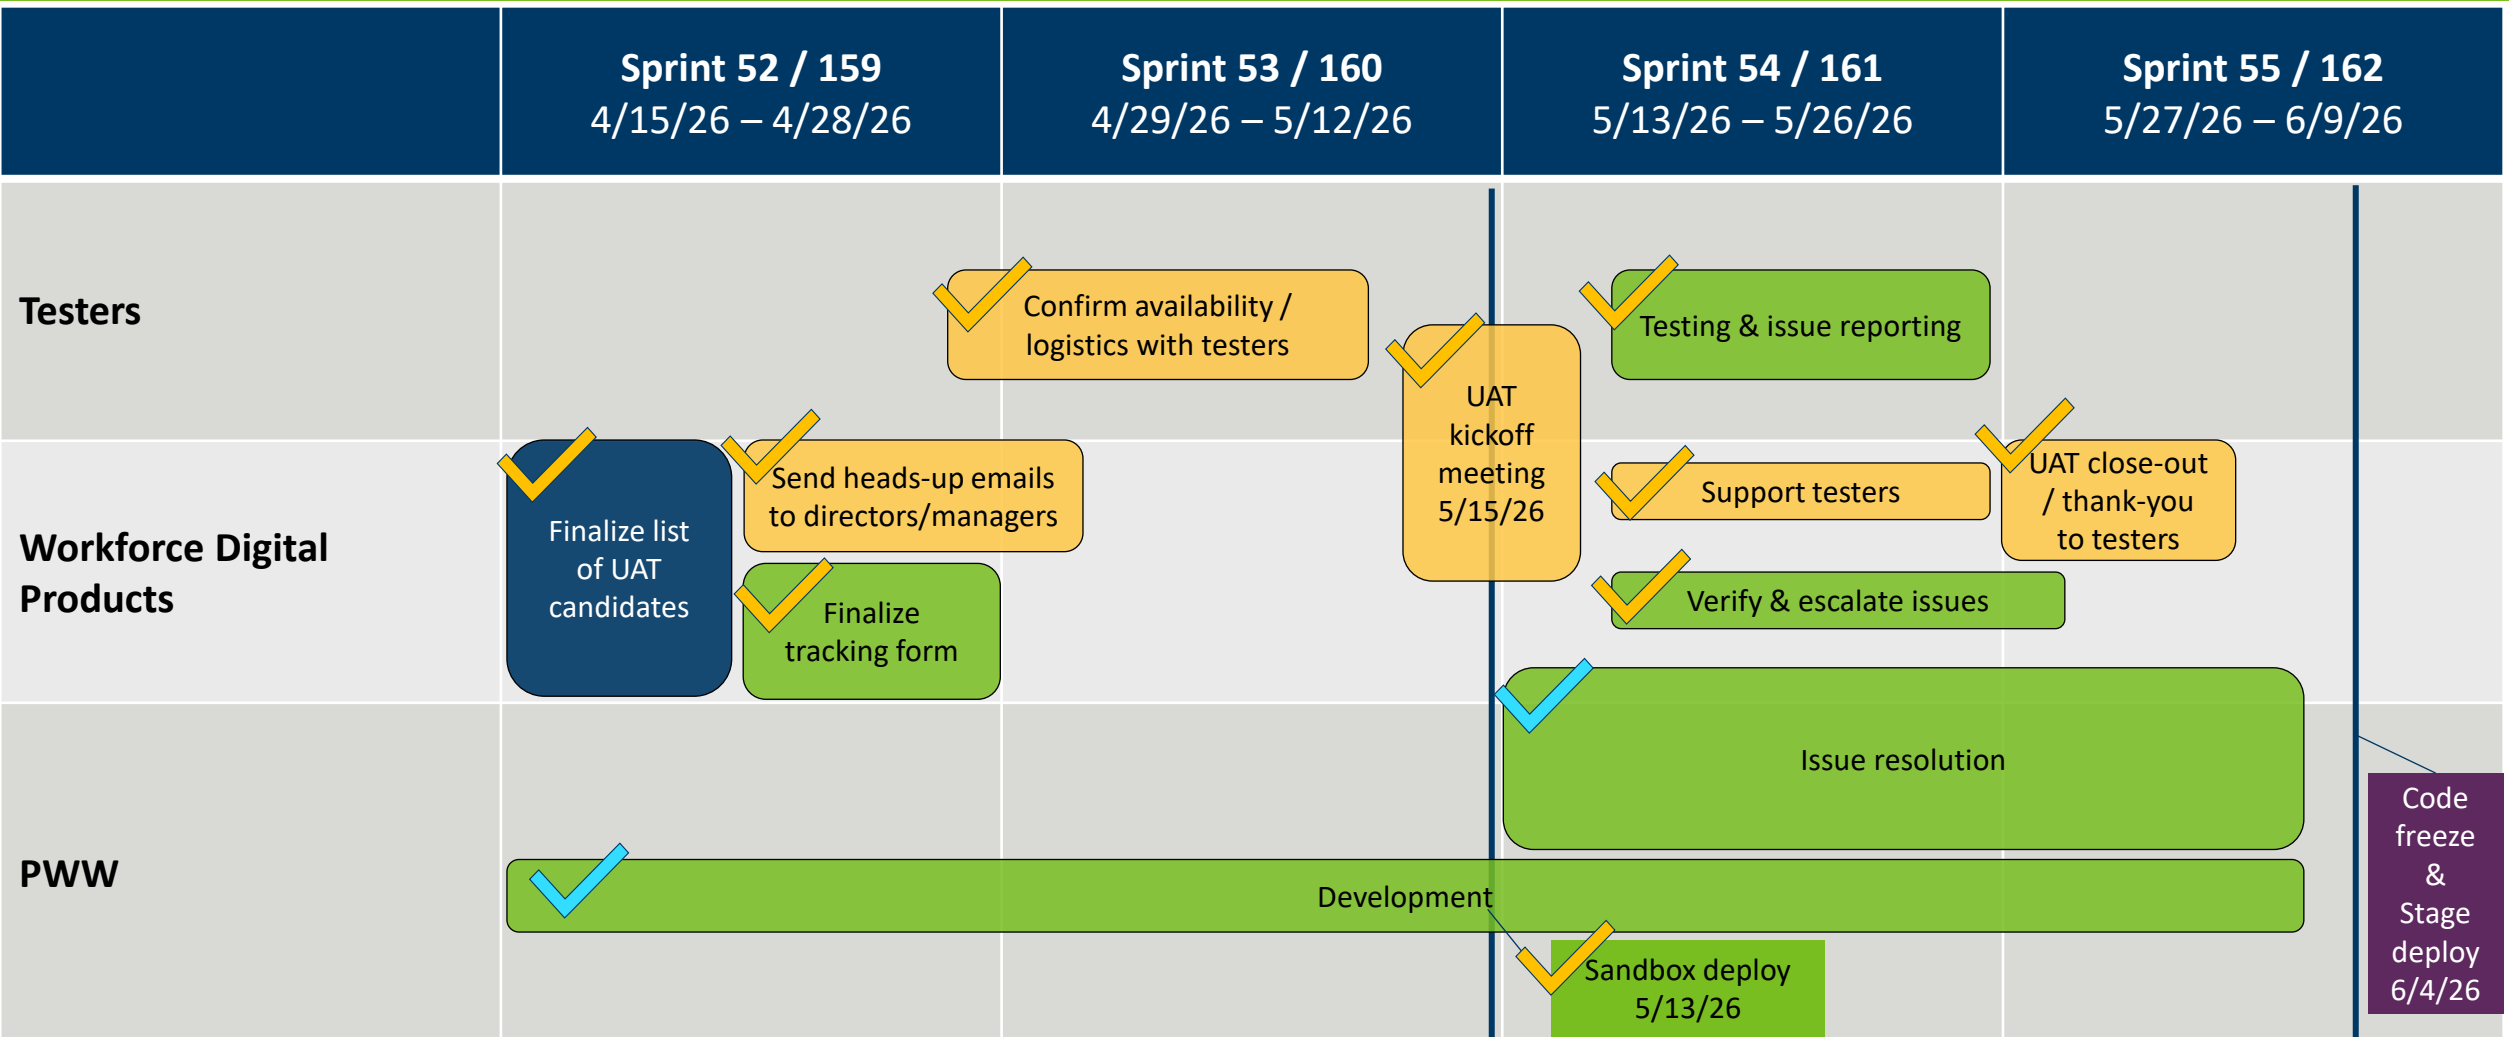 Sprint 52 / 159
4/15/26 – 4/28/26
Sprint 53 / 160
4/29/26 – 5/12/26
Sprint 54 / 161
5/13/26 – 5/26/26
Sprint 55 / 162
5/27/26 – 6/9/26
Testers
Confirm availability /
logistics with testers
UAT
kickoff
meeting
5/15/26
Testing & issue reporting
Workforce Digital
Products
Finalize list
of UAT
candidates
Send heads-up emails
to directors/managers
Finalize
tracking form
Support testers
Verify & escalate issues
UAT close-out
/ thank-you
to testers
PWW
Issue resolution
Development
Sandbox deploy
5/13/26
Code
freeze
&
Stage
deploy
6/4/26